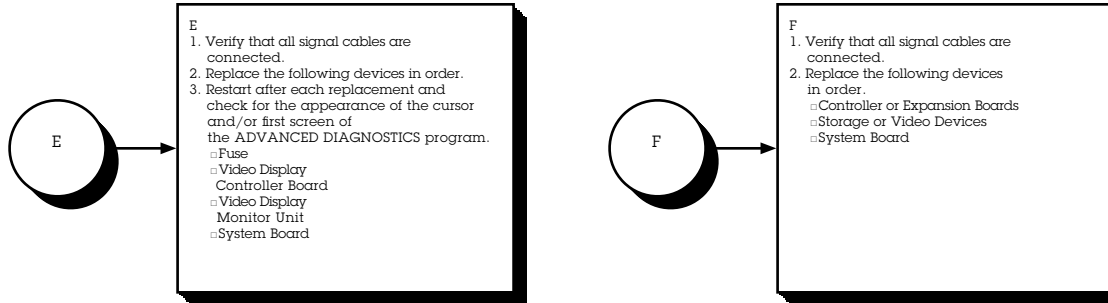 E
E
1. Verify that all signal cables are
connected.
2. Replace the following devices in order.
3. Restart after each replacement and
check for the appearance of the cursor
and/or first screen of
the ADVANCED DIAGNOSTICS program.
□Fuse
□Video Display
Controller Board
□Video Display
Monitor Unit
□System Board
F
F
1. Verify that all signal cables are
connected.
2. Replace the following devices
in order.
□Controller or Expansion Boards
□Storage or Video Devices
□System Board